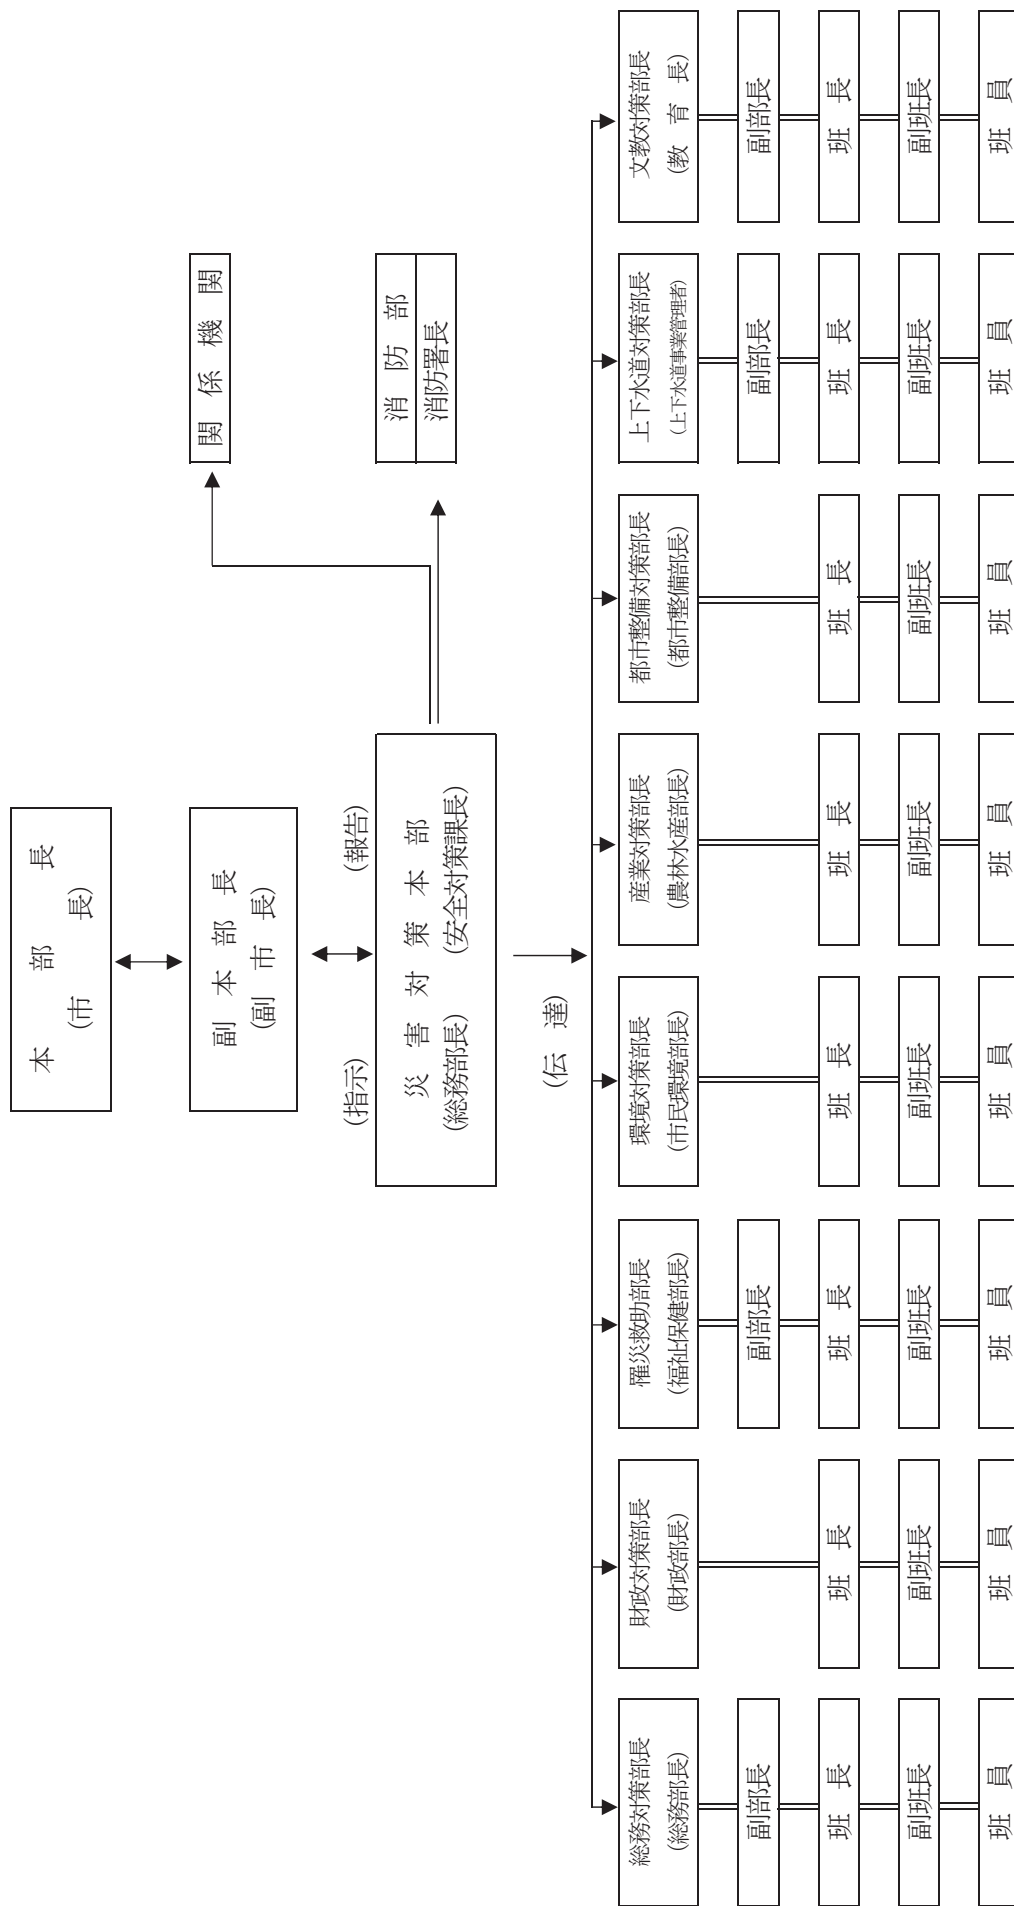 本部長
(市長)
副本部長
(副市長)
(指示)
(報告)
災害対策本部
(総務部長) (安全対策課長)
関係機関
消防部
消防署長
(伝達)
総務対策部長
(総務部長)
副部長
班長
副班長
班員
財政対策部長
(財政部長)
班長
副班長
班員
罹災救助部長
(福祉保健部長)
副部長
班長
副班長
班員
環境対策部長
(市民環境部長)
班長
副班長
班員
産業対策部長
(農林水産部長)
班長
副班長
班員
都市整備対策部長
(都市整備部長)
班長
副班長
班員
上下水道対策部長
(上下水道事業管理者)
副部長
班長
副班長
班員
文教対策部長
(教育長)
副部長
班長
副班長
班員